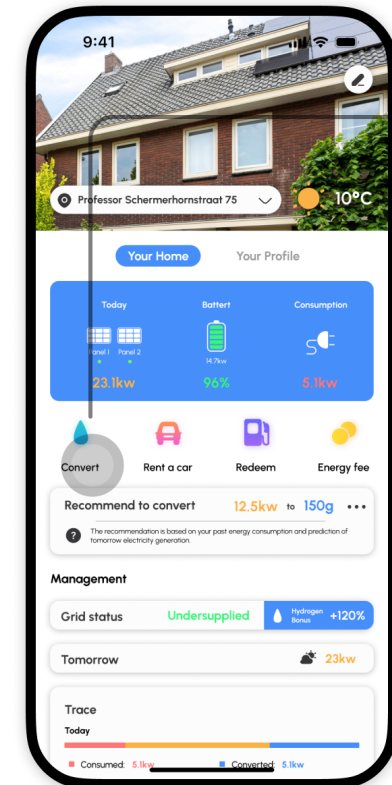 9:41
Professor Schermerhornstraat 75
10°C
Your Home
Your Profile
Today
Battert
Consumption
Panel 1
Panel 2
14.7kw
23.1kw
96%
5.1kw
Convert
Rent a car
Redeem
Energy fee
Recommend to convert
12.5kw to 150g
?
The recommendation is based on your past energy consumption and prediction of
tomorrow electricity generation.
Management
Grid status
Undersupplied
Hydrogen
Bonus
+120%
Tomorrow
23kw
Trace
Today
Consumed: 5.1kw
Converted: 5.1kw